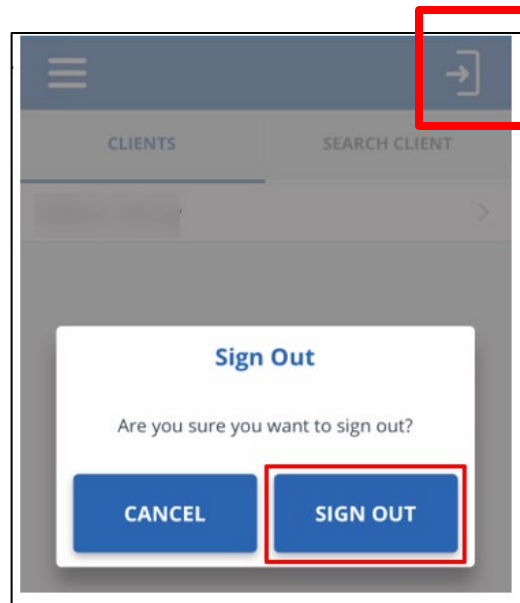 CLIENTS SEARCH CLIENT
Sign Out
Are you sure you want to sign out?
CANCEL SIGN OUT